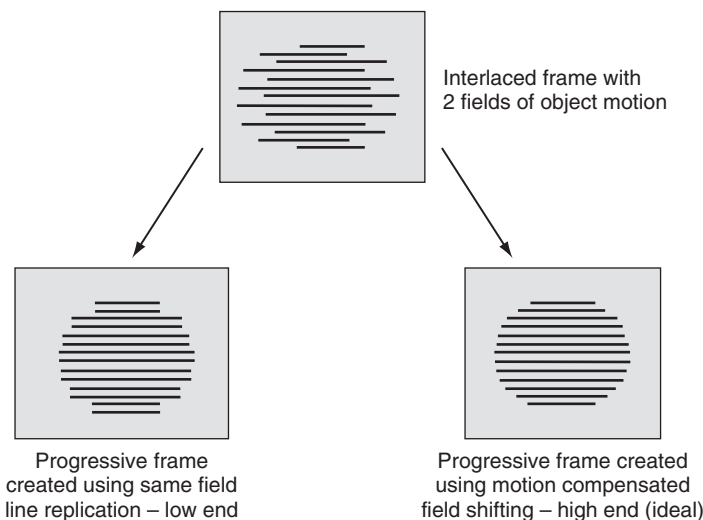 Interlaced frame with
2 fields of object motion
Progressive frame
created using same field
line replication – low end
Progressive frame created
using motion compensated
field shifting – high end (ideal)